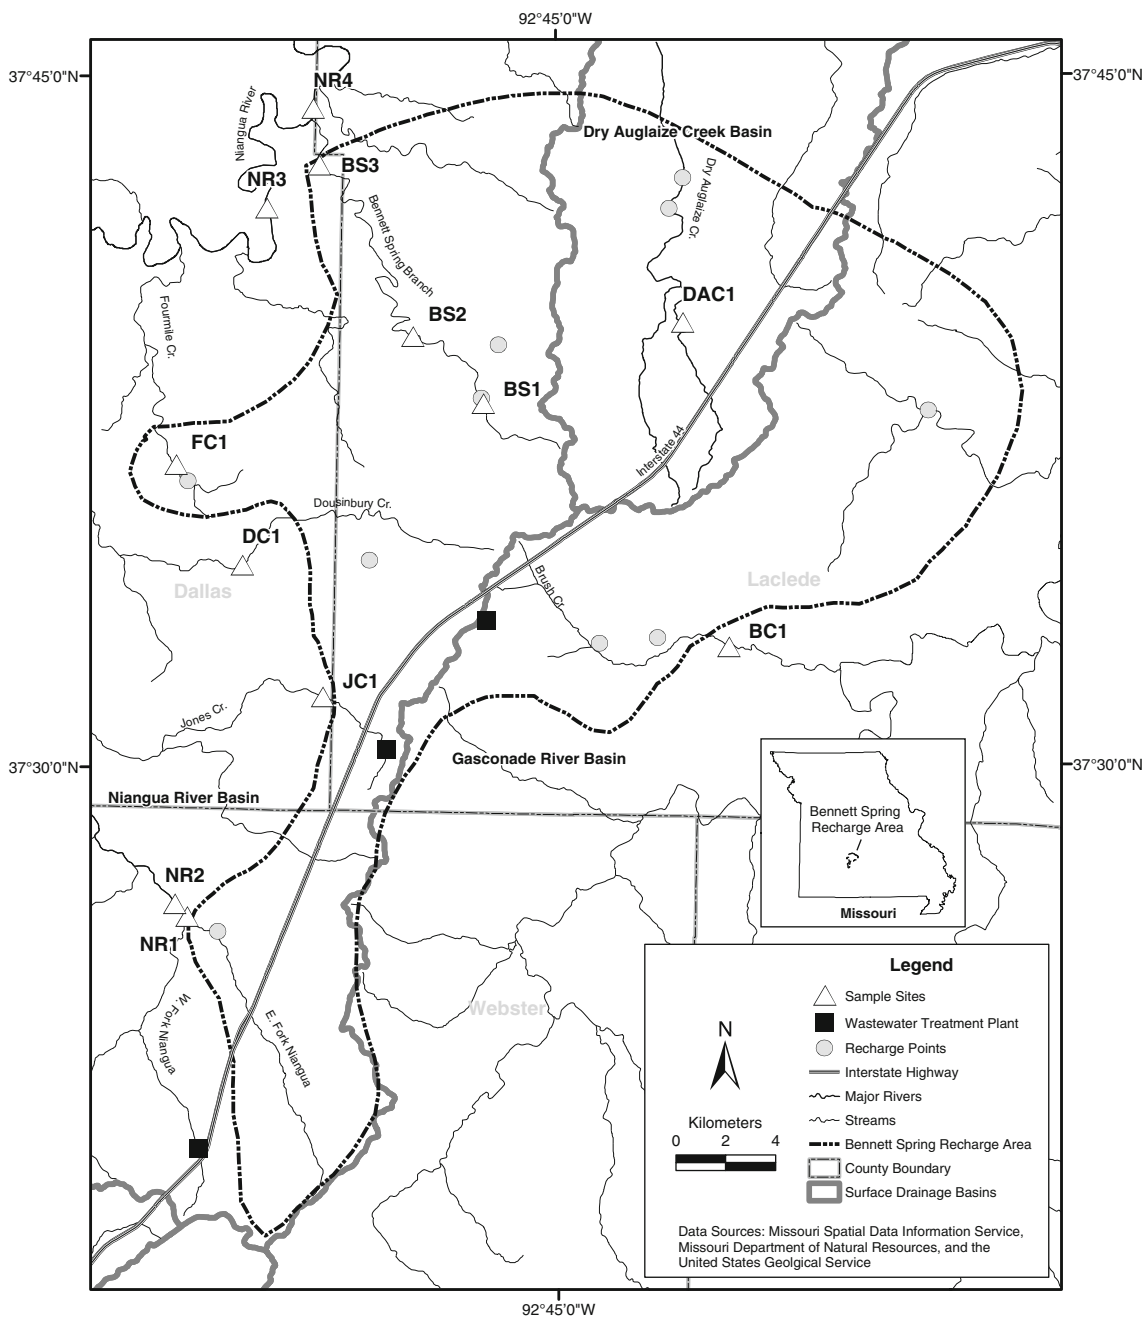 92°45'0"W
37°45'0"N
37°45'0"N
NR4
Niangua River
Dry Auglaize Creek Basin
BS3
NR3
Dry Auglaize Cr.
Bennett Spring Branch
DAC1
BS2
Fourmile Cr.
BS1
FC1
Interstate 44
Dousinbury Cr.
DC1
Dallas
Brush Cr.
Laclede
BC1
JC1
Jones Cr.
Gasconade River Basin
37°30'0"N
37°30'0"N
Niangua River Basin
Bennett Spring
Recharge Area
Missouri
NR2
NR1
W. Fork Niangua
E. Fork Niangua
Webster
N
Kilometers
0 2 4
Legend
Sample Sites
Wastewater Treatment Plant
Recharge Points
Interstate Highway
Major Rivers
Streams
Bennett Spring Recharge Area
County Boundary
Surface Drainage Basins
Data Sources: Missouri Spatial Data Information Service,
Missouri Department of Natural Resources, and the
United States Geolgical Service
92°45'0"W